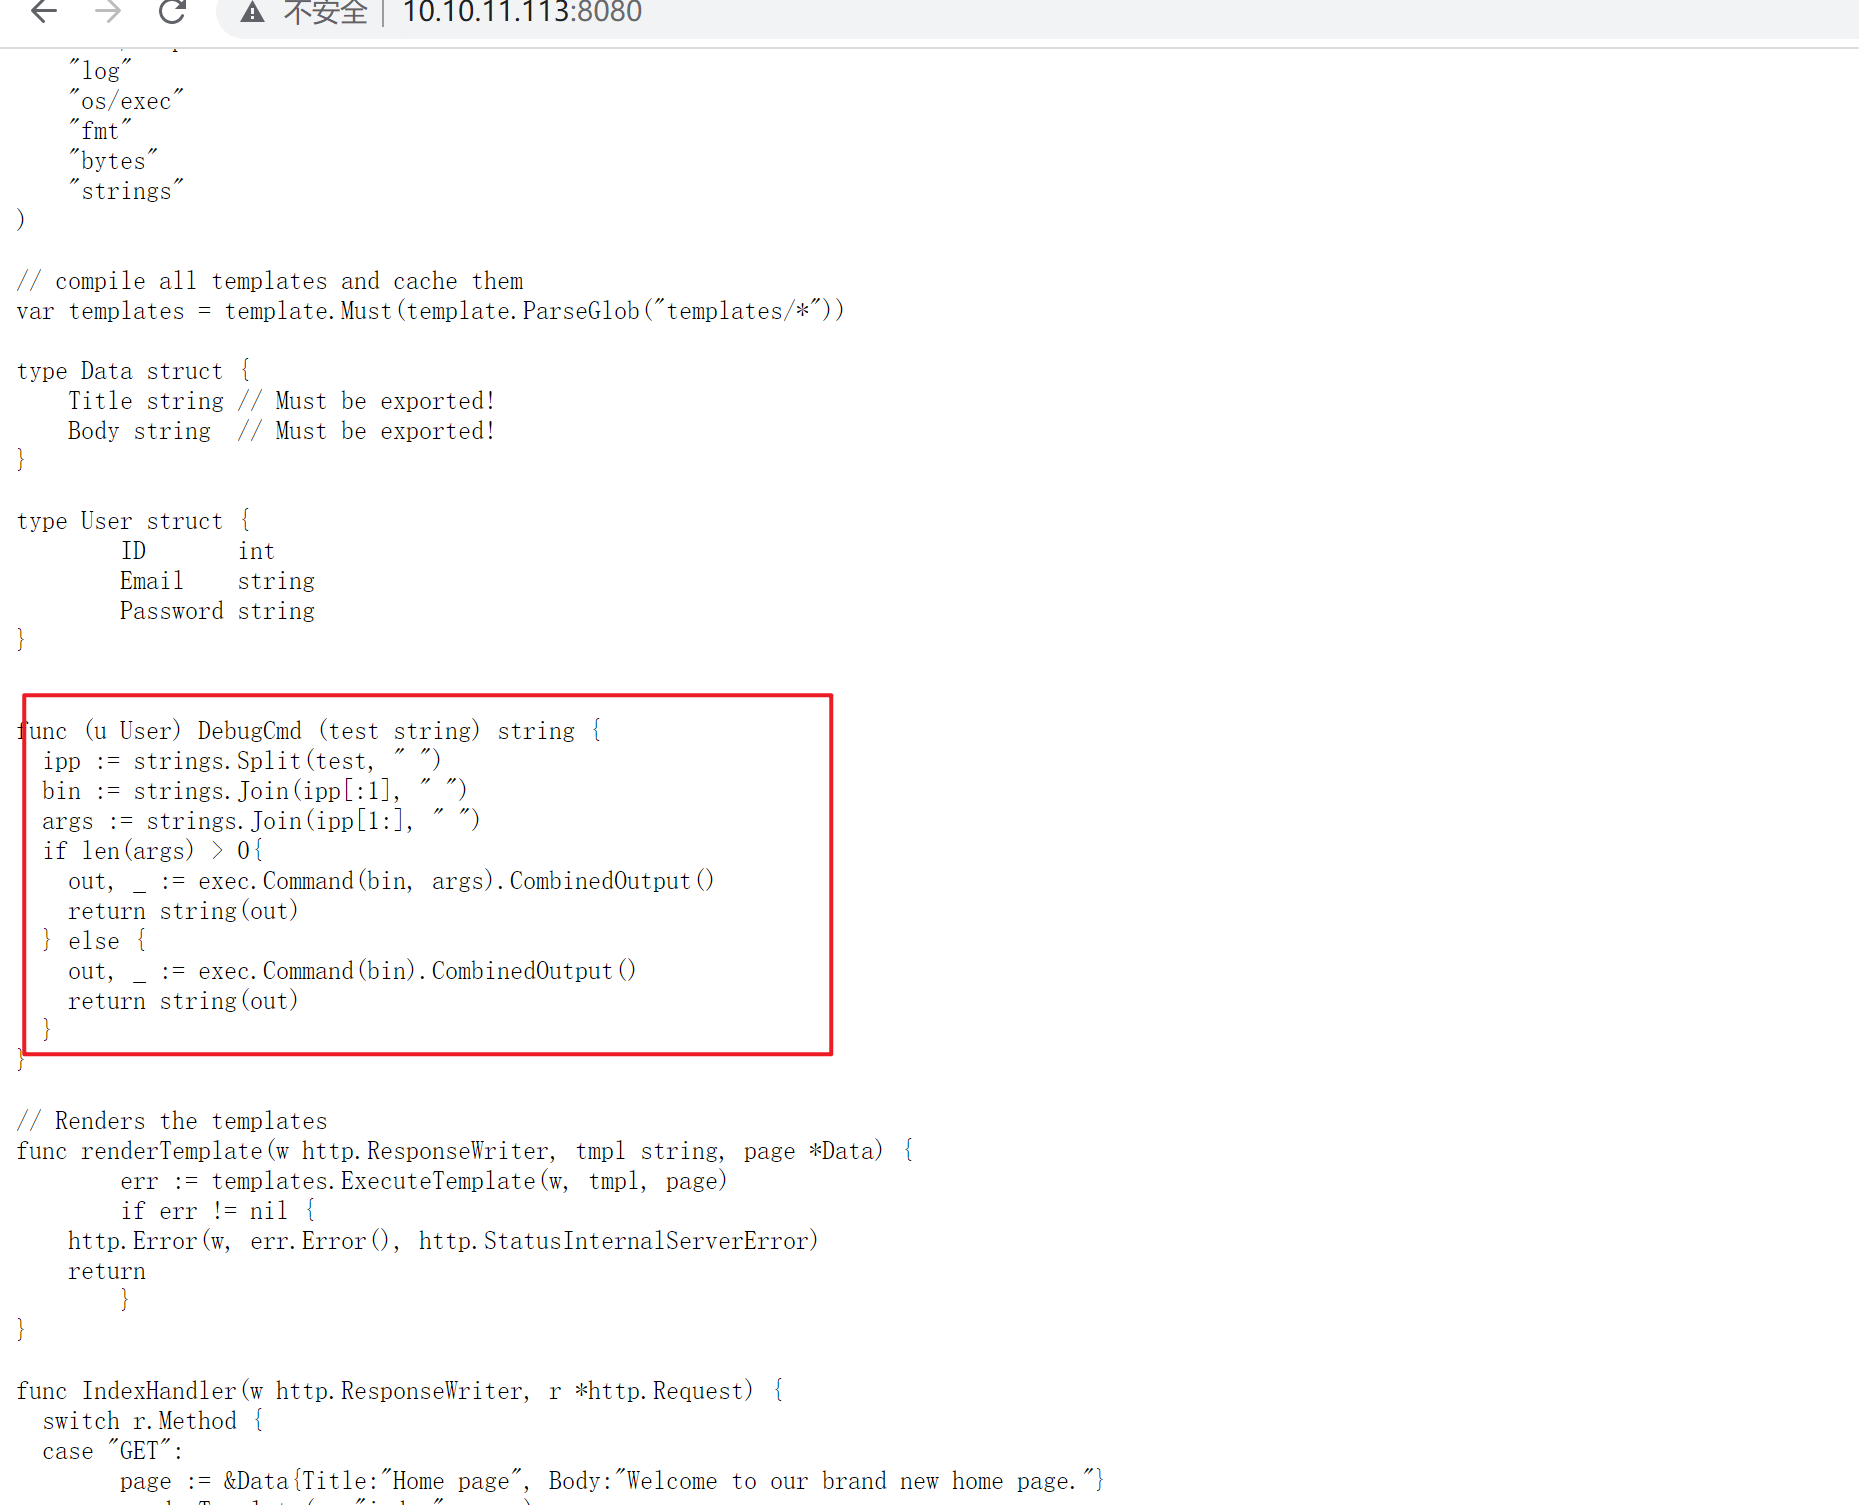 不安全 | 10.10.11.113:8080
    "log"
    "os/exec"
    "fmt"
    "bytes"
    "strings"
)
// compile all templates and cache them
var templates = template.Must(template.ParseGlob("templates/*"))
type Data struct {
    Title string // Must be exported!
    Body string  // Must be exported!
}
type User struct {
        ID       int
        Email    string
        Password string
}
func (u User) DebugCmd (test string) string {
  ipp := strings.Split(test, " ")
  bin := strings.Join(ipp[:1], " ")
  args := strings.Join(ipp[1:], " ")
  if len(args) > 0{
    out, _ := exec.Command(bin, args).CombinedOutput()
    return string(out)
  } else {
    out, _ := exec.Command(bin).CombinedOutput()
    return string(out)
  }
}
// Renders the templates
func renderTemplate(w http.ResponseWriter, tmpl string, page *Data) {
        err := templates.ExecuteTemplate(w, tmpl, page)
        if err != nil {
    http.Error(w, err.Error(), http.StatusInternalServerError)
    return
        }
}
func IndexHandler(w http.ResponseWriter, r *http.Request) {
  switch r.Method {
  case "GET":
        page := &Data{Title:"Home page", Body:"Welcome to our brand new home page."}